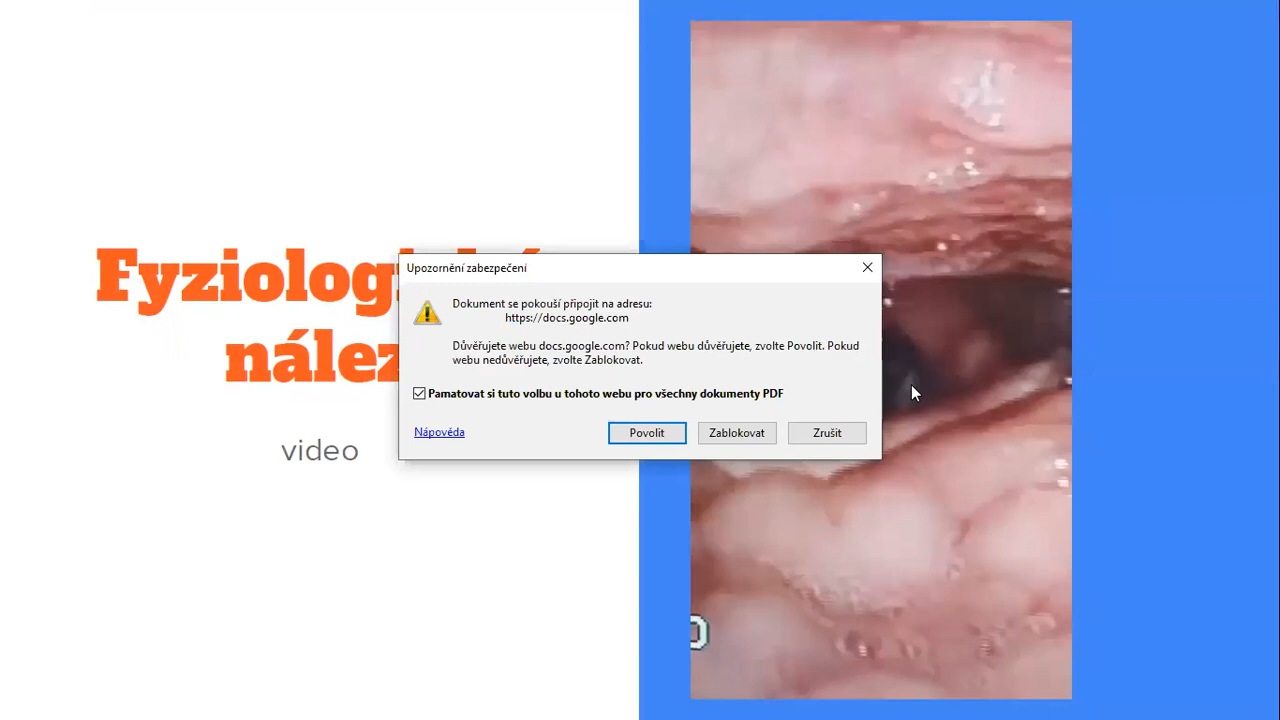 Fyziolog
nález
video
Upozornění zabezpečení
Dokument se pokouší připojit na adresu:
https://docs.google.com
Důvěřujete webu docs.google.com? Pokud webu důvěřujete, zvolte Povolit. Pokud
webu nedůvěřujete, zvolte Zablokovat.
Pamatovat si tuto volbu u tohoto webu pro všechny dokumenty PDF
Nápověda
Povolit
Zablokovat
Zrušit